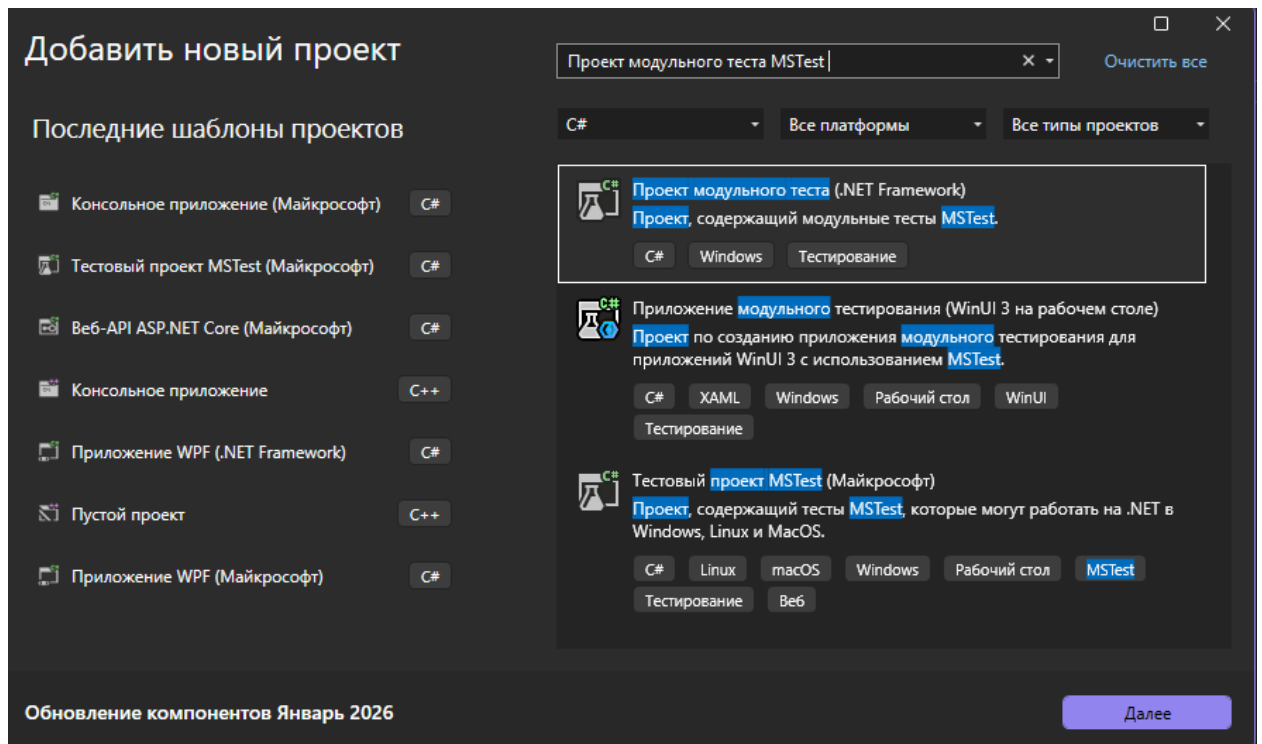 Добавить новый проект
Проект модульного теста MSTest
Очистить все
Последние шаблоны проектов
C#
Все платформы
Все типы проектов
Консольное приложение (Майкрософт)
C#
Тестовый проект MSTest (Майкрософт)
C#
Веб-API ASP.NET Core (Майкрософт)
C#
Консольное приложение
C++
Приложение WPF (.NET Framework)
C#
Пустой проект
C++
Приложение WPF (Майкрософт)
C#
Проект модульного теста (.NET Framework)
Проект, содержащий модульные тесты MSTest.
C#
Windows
Тестирование
Приложение модульного тестирования (WinUI 3 на рабочем столе)
Проект по созданию приложения модульного тестирования для
приложений WinUI 3 с использованием MSTest.
C#
XAML
Windows
Рабочий стол
WinUI
Тестирование
Тестовый проект MSTest (Майкрософт)
Проект, содержащий тесты MSTest, которые могут работать на .NET в
Windows, Linux и MacOS.
C#
Linux
macOS
Windows
Рабочий стол
MSTest
Тестирование
Веб
Обновление компонентов Январь 2026
Далее